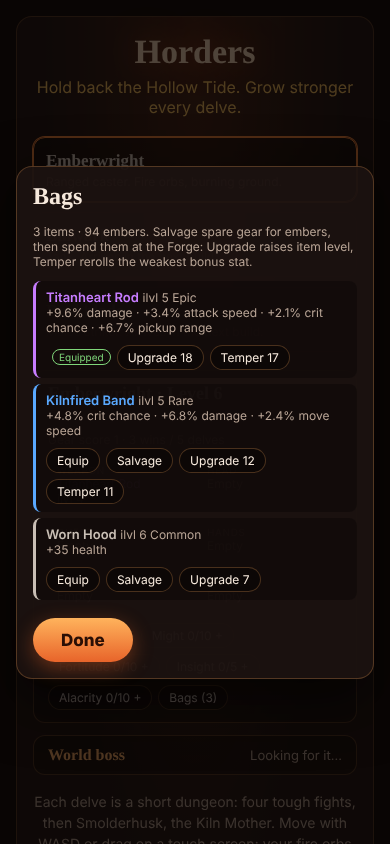 Horders
Hold back the Hollow Tide. Grow stronger
every delve.
Emberwright
Bags
3 items · 94 embers. Salvage spare gear for embers,
then spend them at the Forge: Upgrade raises item level,
Temper rerolls the weakest bonus stat.
Titanheart Rod ilvl 5 Epic
+9.6% damage · +3.4% attack speed · +2.1% crit
chance · +6.7% pickup range
Equipped Upgrade 18 Temper 17
Kilnfired Band ilvl 5 Rare
+4.8% crit chance · +6.8% damage · +2.4% move
speed
Equip Salvage Upgrade 12
Temper 11
Worn Hood ilvl 6 Common
+35 health
Equip Salvage Upgrade 7
Done
Alacrity 0/10 + Bags (3)
World boss Looking for it...
Each delve is a short dungeon: four tough fights,
then Smolderhusk, the Kiln Mother. Move with
WASD or drag on a touch screen; your fire orbs